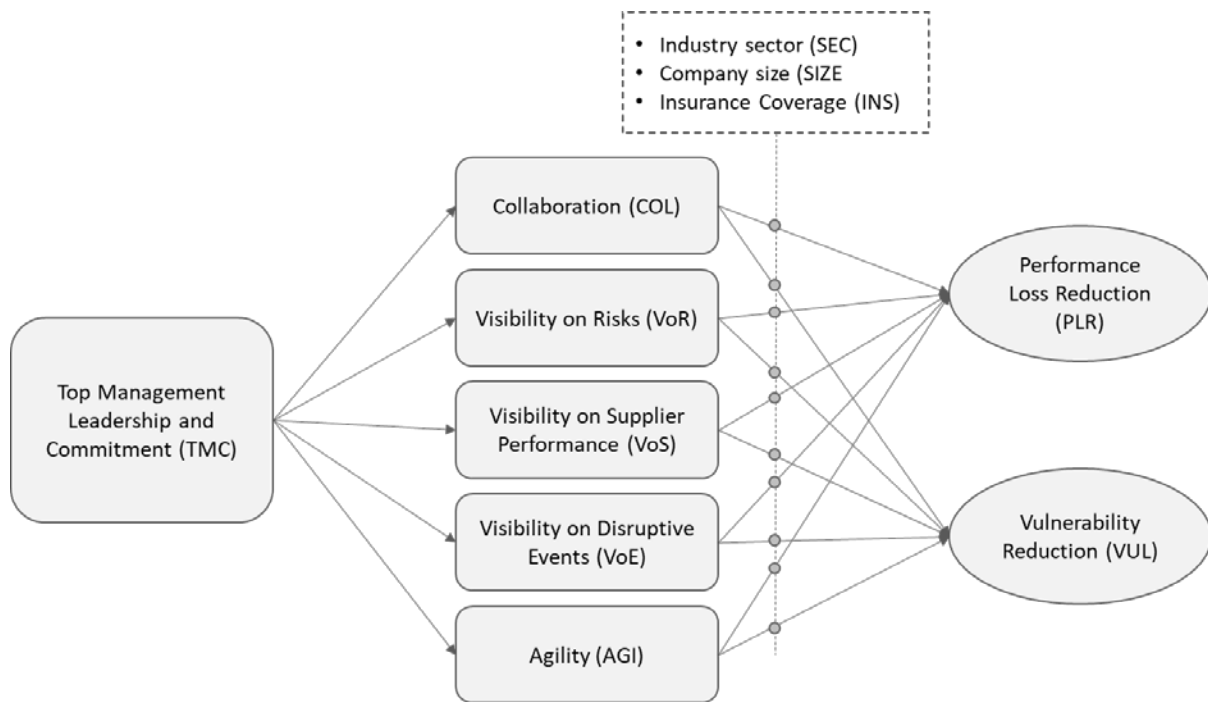 • Industry sector (SEC)
• Company size (SIZE
• Insurance Coverage (INS)
Collaboration (COL)
Visibility on Risks (VoR)
Visibility on Supplier
Performance (VoS)
Visibility on Disruptive
Events (VoE)
Agility (AGI)
Top Management
Leadership and
Commitment (TMC)
Performance
Loss Reduction
(PLR)
Vulnerability
Reduction (VUL)